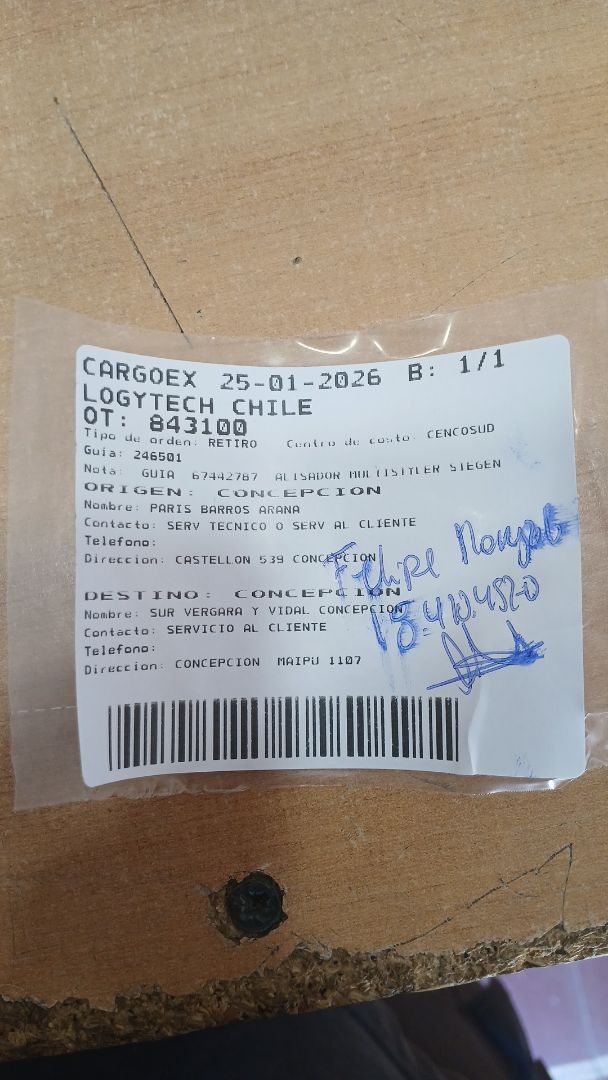 CARGOEX 25-01-2026 B: 1/1
LOGYTECH CHILE
OT: 843100
Tipo de orden: RETIRO Centro de costo: CENCOSUD
Guia: 246501
Nota: GUIA 67442787 ALISADOR MULTISTYLER SIEGEN
ORIGEN: CONCEPCION
Nombre: PARIS BARROS ARANA
Contacto: SERV TECNICO O SERV AL CLIENTE
Telefono:
Direccion: CASTELLON 539 CONCEPCION
Felipe
DESTINO: CONCEPCION
Nombre: SUR VERGARA Y VIDAL CONCEPCION
Contacto: SERVICIO AL CLIENTE
Telefono:
Direccion: CONCEPCION MAIPU 1107